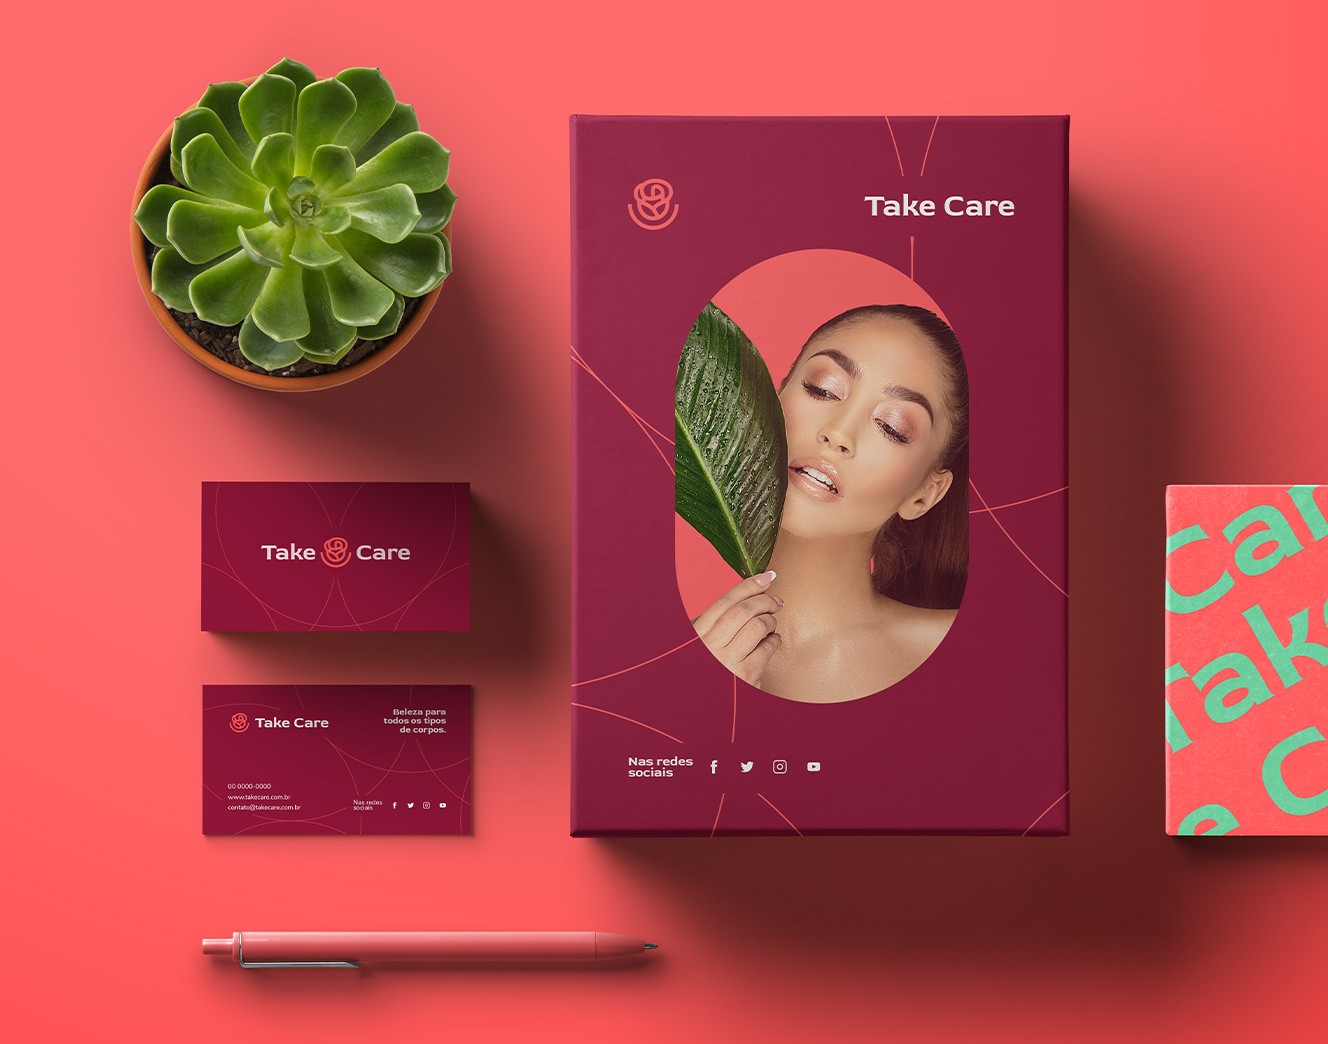 Take Care
Take Care
Take Care
Beleza para
todos os tipos
de corpos.
00 0000-0000
www.takecare.com.br
contato@takecare.com.br
Nas redes
sociais
Nas redes
sociais
Car
Take
e C